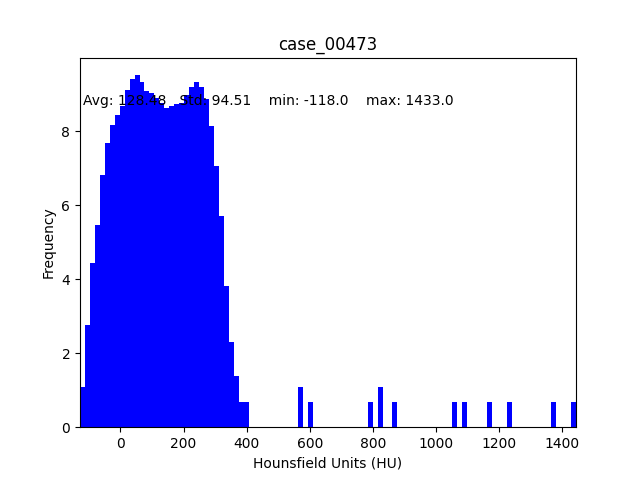 case_00473
Avg: 128.48   Std: 94.51    min: -118.0    max: 1433.0
8
6
4
2
0
Frequency
0 200 400 600 800 1000 1200 1400
Hounsfield Units (HU)